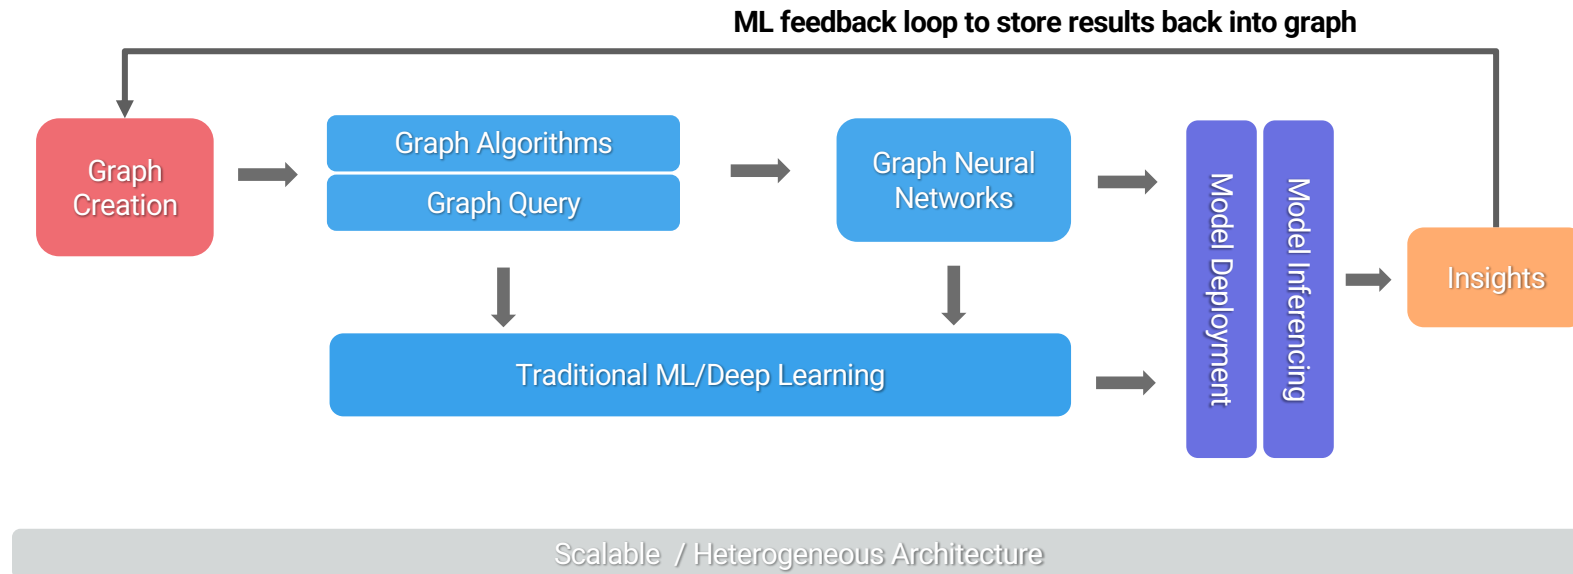 ML feedback loop to store results back into graph
Graph
Creation
Graph Algorithms
Graph Query
Graph Neural
Networks
Traditional ML/Deep Learning
Model Deployment
Model Inferencing
Insights
Scalable / Heterogeneous Architecture